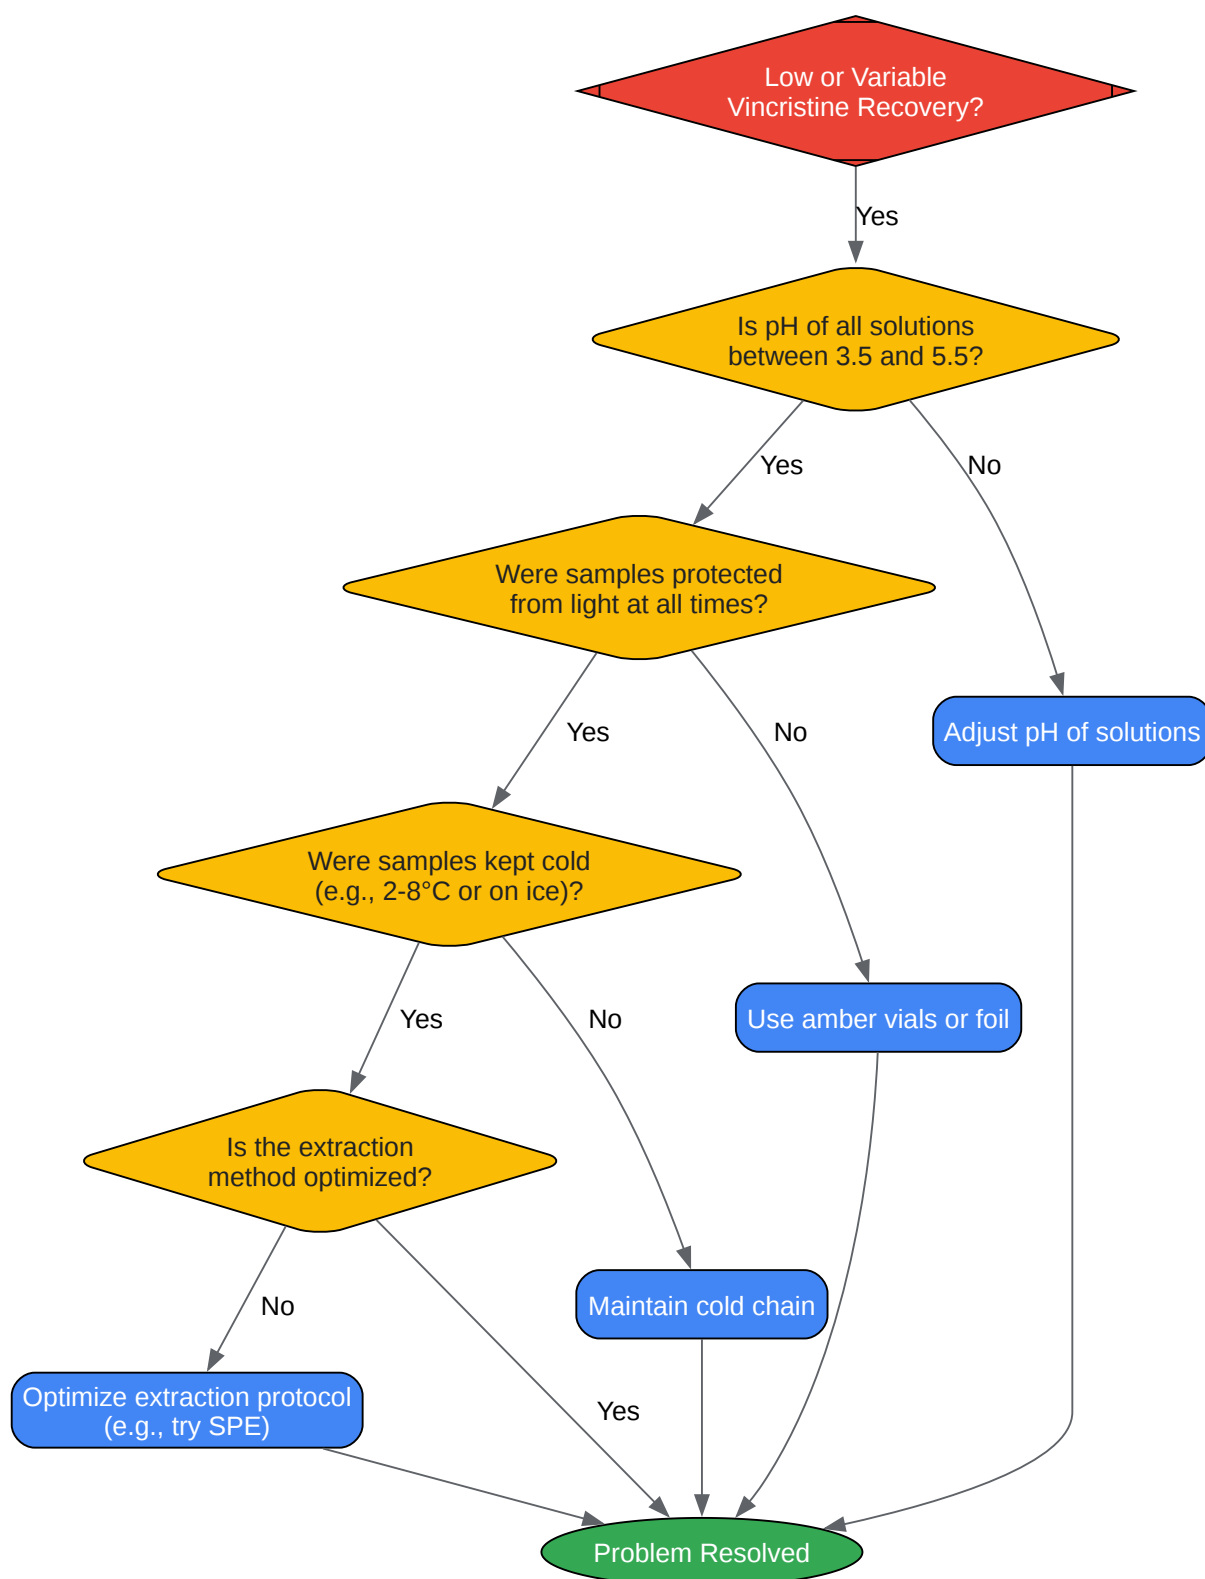 Low or Variable
Vincristine Recovery?
Yes
Is pH of all solutions
between 3.5 and 5.5?
Yes
No
Were samples protected
from light at all times?
Yes
No
Adjust pH of solutions
Were samples kept cold
(e.g., 2-8°C or on ice)?
Yes
No
Use amber vials or foil
Is the extraction
method optimized?
No
Yes
Maintain cold chain
Optimize extraction protocol
(e.g., try SPE)
Problem Resolved